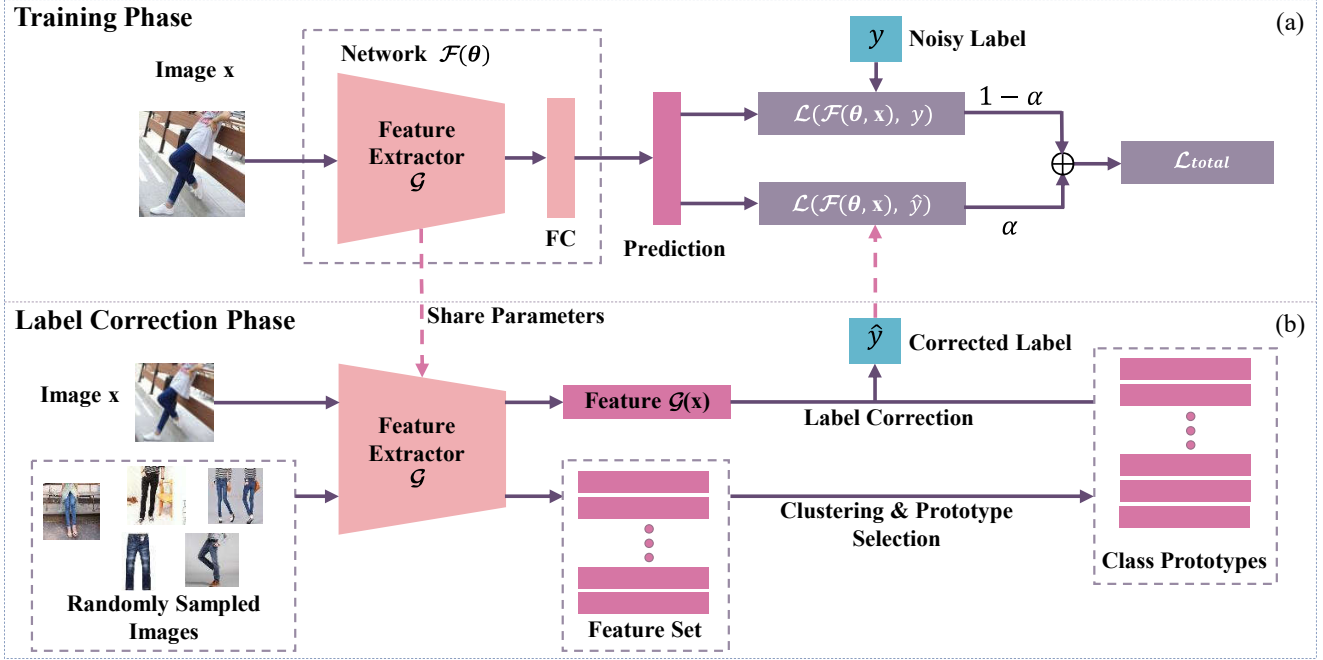 Training Phase
(a)
Network 𝓕(𝜽)
Image x
Feature
Extractor
𝒢
FC
Prediction
y
Noisy Label
ℒ(𝓕(𝜽, x), y)
1 − α
ℒ(𝓕(𝜽, x), ŷ)
α
ℒtotal
Share Parameters
Label Correction Phase
(b)
Image x
Feature
Extractor
𝒢
Feature 𝒢(x)
ŷ
Corrected Label
Label Correction
Randomly Sampled
Images
Feature Set
Clustering & Prototype
Selection
Class Prototypes